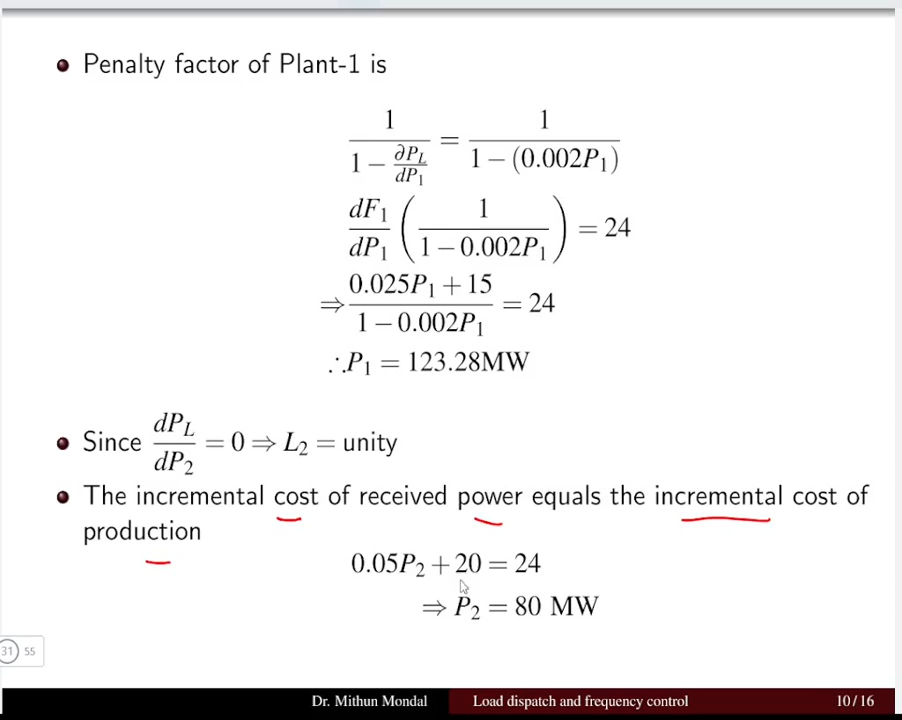 Penalty factor of Plant-1 is
1 / (1 − ∂P_L/dP_1) = 1 / (1 − (0.002P_1))
dF_1/dP_1 (1 / (1 − 0.002P_1)) = 24
⇒ (0.025P_1 + 15) / (1 − 0.002P_1) = 24
∴P_1 = 123.28MW
Since dP_L/dP_2 = 0 ⇒ L_2 = unity
The incremental cost of received power equals the incremental cost of
production
0.05P_2 + 20 = 24
⇒ P_2 = 80 MW
31 55
Dr. Mithun Mondal Load dispatch and frequency control 10/16